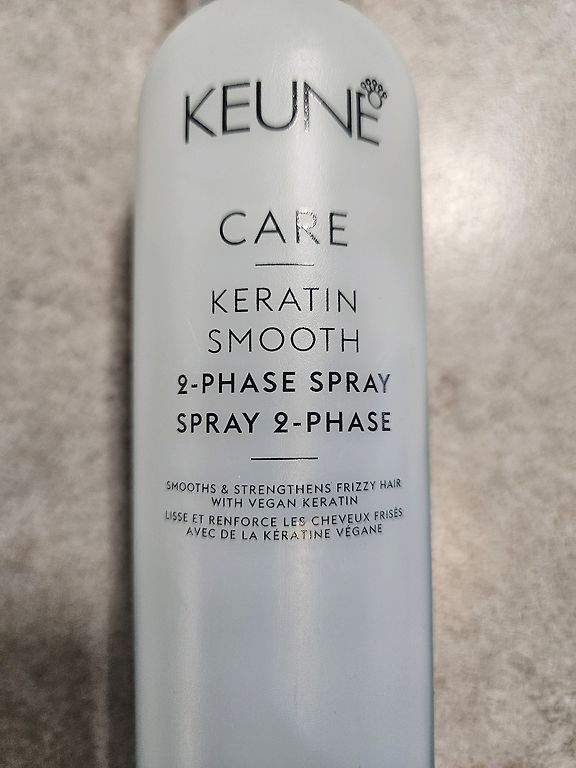 KEUNE
CARE
KERATIN
SMOOTH
2-PHASE SPRAY
SPRAY 2-PHASE
SMOOTHS & STRENGTHENS FRIZZY HAIR
WITH VEGAN KERATIN
LISSE ET RENFORCE LES CHEVEUX FRISÉS
AVEC DE LA KÉRATINE VÉGANE